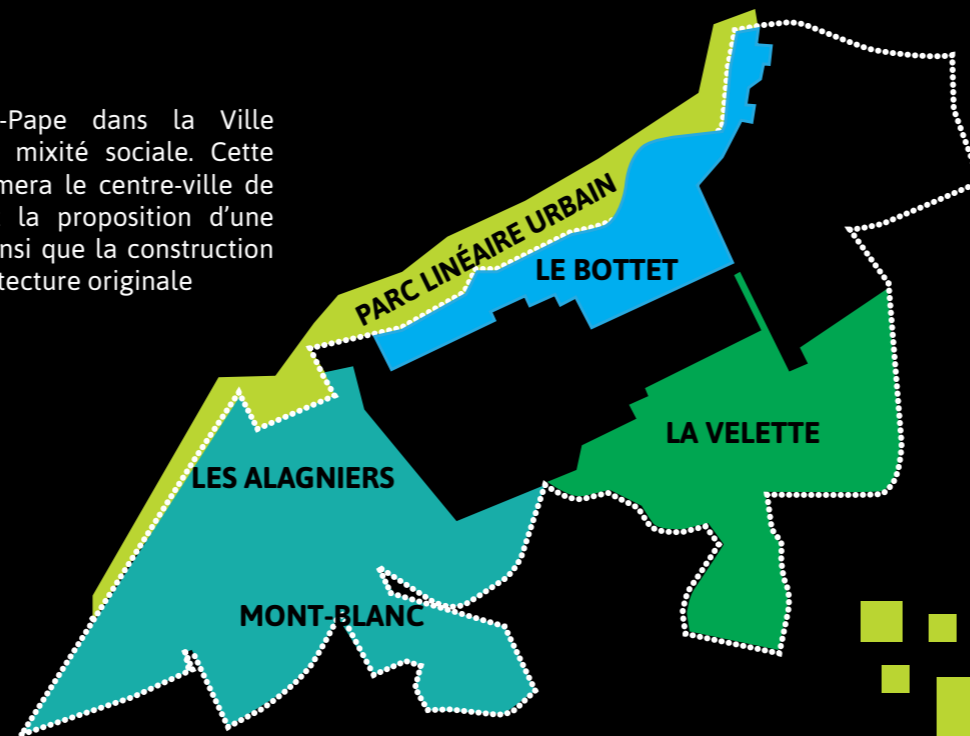 -Pape dans la Ville
mixité sociale. Cette
mera le centre-ville de
la proposition d’une
nsi que la construction
tecture originale
PARC LINÉAIRE URBAIN
LE BOTTET
LA VELETTE
LES ALAGNIERS
MONT-BLANC